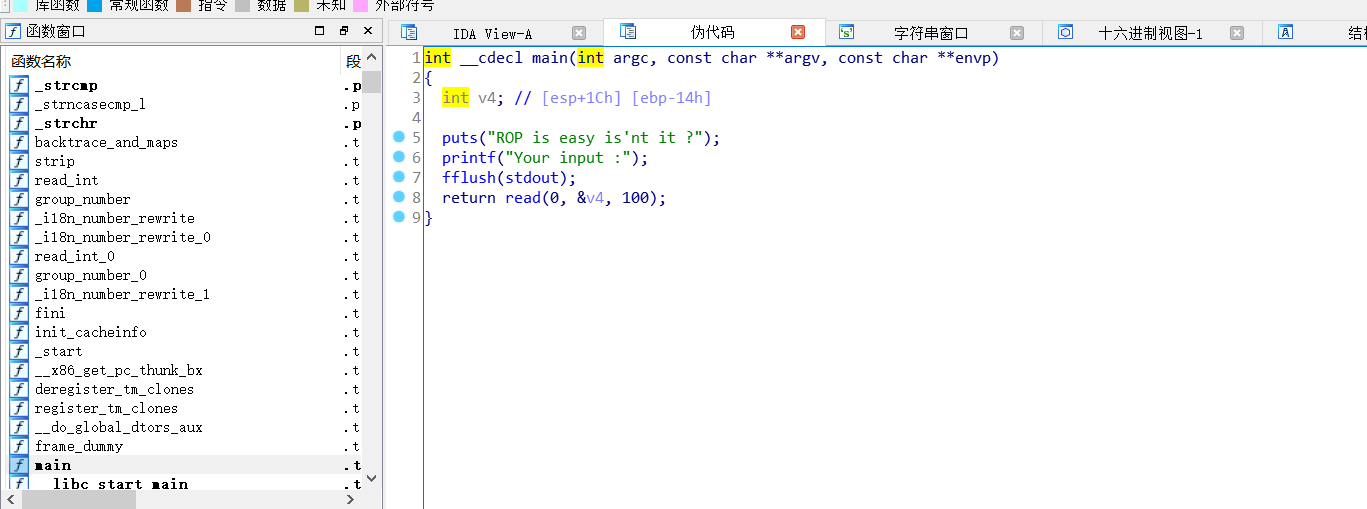 库函数 常规函数 指令 数据 未知 外部符号
函数窗口
IDA View-A 伪代码 字符串窗口 十六进制视图-1
函数名称 段
_strcmp .p
_strncasecmp_l .p
_strchr .p
backtrace_and_maps .t
strip .t
read_int .t
group_number .t
_i18n_number_rewrite .t
_i18n_number_rewrite_0 .t
read_int_0 .t
group_number_0 .t
_i18n_number_rewrite_1 .t
fini .t
init_cacheinfo .t
_start .t
__x86_get_pc_thunk_bx .t
deregister_tm_clones .t
register_tm_clones .t
__do_global_dtors_aux .t
frame_dummy .t
main .t
__libc_start_main .t
1 int __cdecl main(int argc, const char **argv, const char **envp)
2 {
3 int v4; // [esp+1Ch] [ebp-14h]
4
5 puts("ROP is easy is'nt it ?");
6 printf("Your input :");
7 fflush(stdout);
8 return read(0, &v4, 100);
9 }